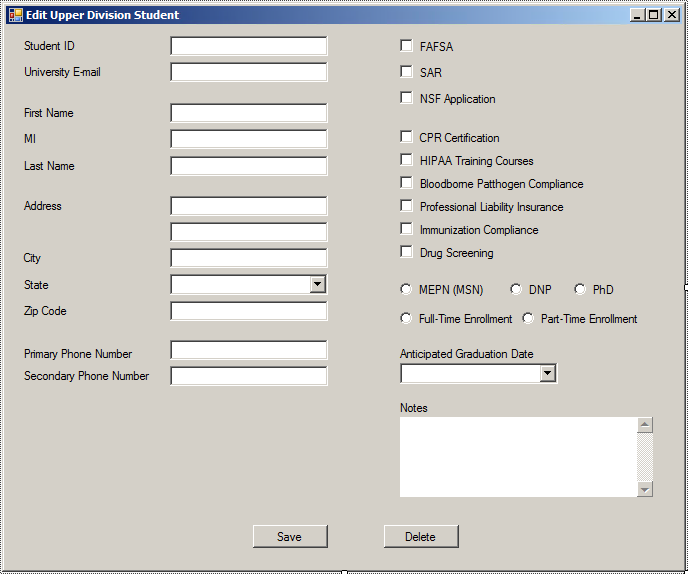 Edit Upper Division Student
Student ID
University E-mail
First Name
MI
Last Name
Address
City
State
Zip Code
Primary Phone Number
Secondary Phone Number
FAFSA
SAR
NSF Application
CPR Certification
HIPAA Training Courses
Bloodborne Patthogen Compliance
Professional Liability Insurance
Immunization Compliance
Drug Screening
MEPN (MSN) DNP PhD
Full-Time Enrollment Part-Time Enrollment
Anticipated Graduation Date
Notes
Save Delete